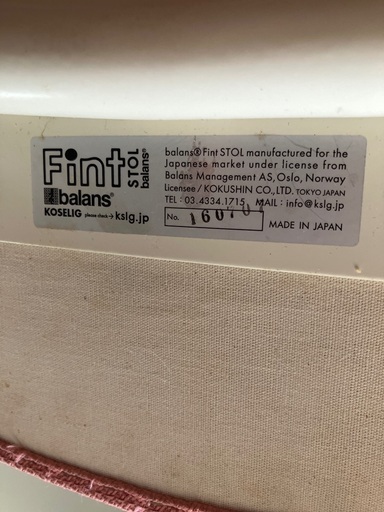 Fint STOL balans®
balans®
KOSELIG please check→ kslg.jp
balans® Fint STOL manufactured for the
Japanese market under license from
Balans Management AS, Oslo, Norway
Licensee / KOKUSHIN CO., LTD. TOKYO JAPAN
TEL : 03.4334.1715 MAIL : info@kslg.jp
No.
MADE IN JAPAN